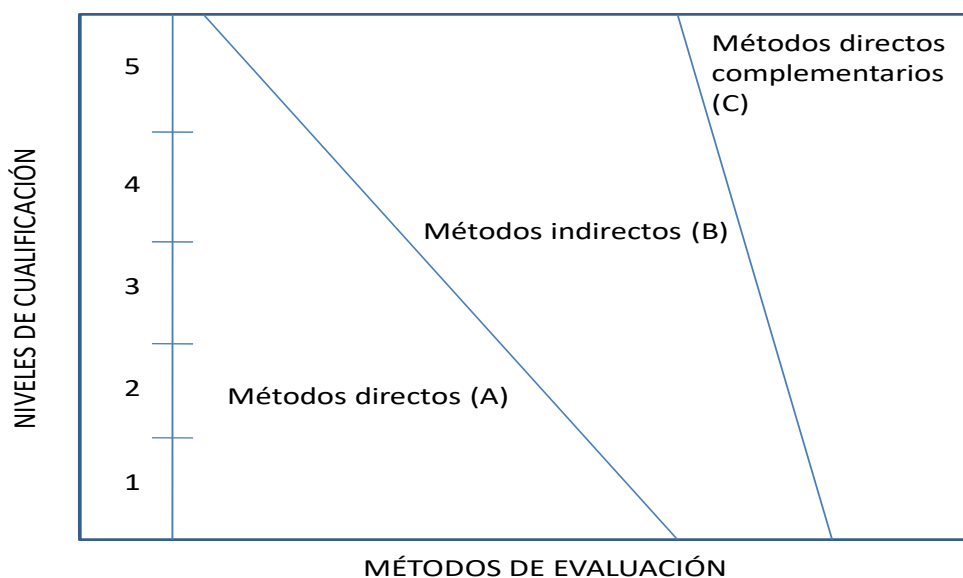 Métodos directos
complementarios
(C)
5
4
Métodos indirectos (B)
3
2
Métodos directos (A)
1
NIVELES DE CUALIFICACIÓN
MÉTODOS DE EVALUACIÓN